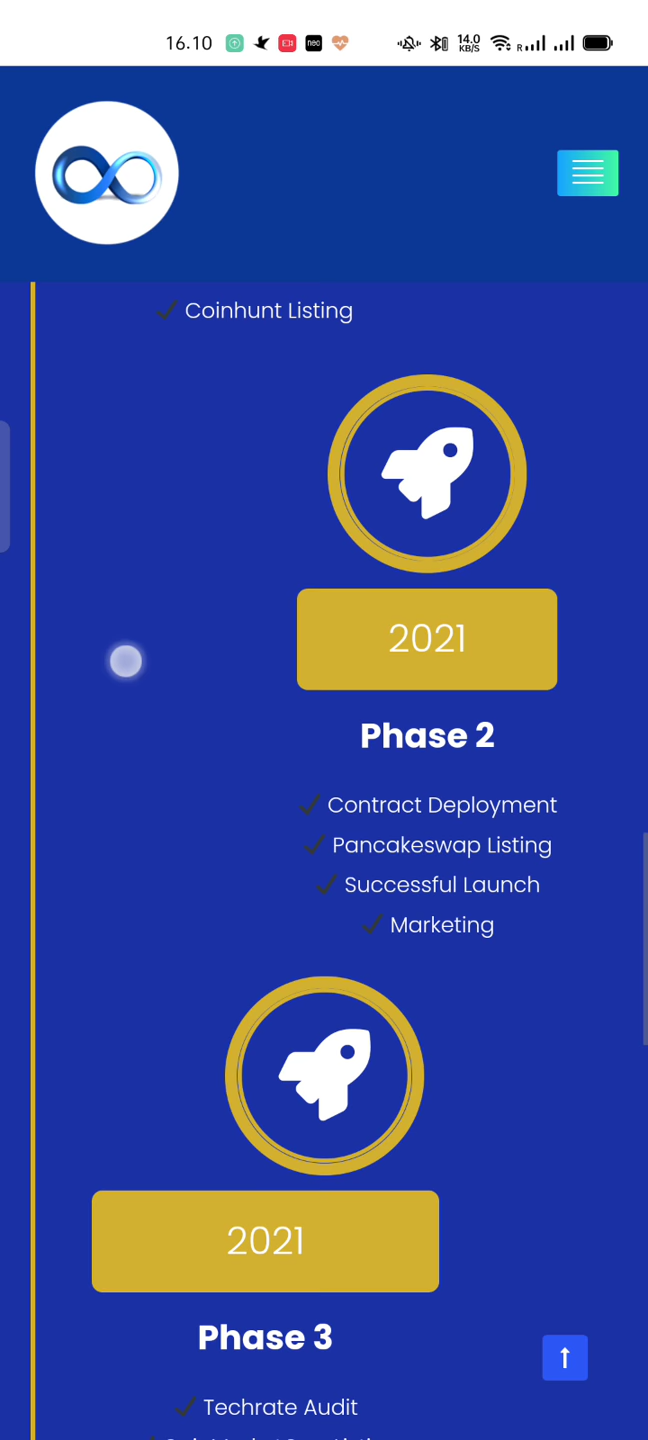 16.10
neo
14.0
KB/S
R
Coinhunt Listing
2021
Phase 2
Contract Deployment
Pancakeswap Listing
Successful Launch
Marketing
2021
Phase 3
Techrate Audit